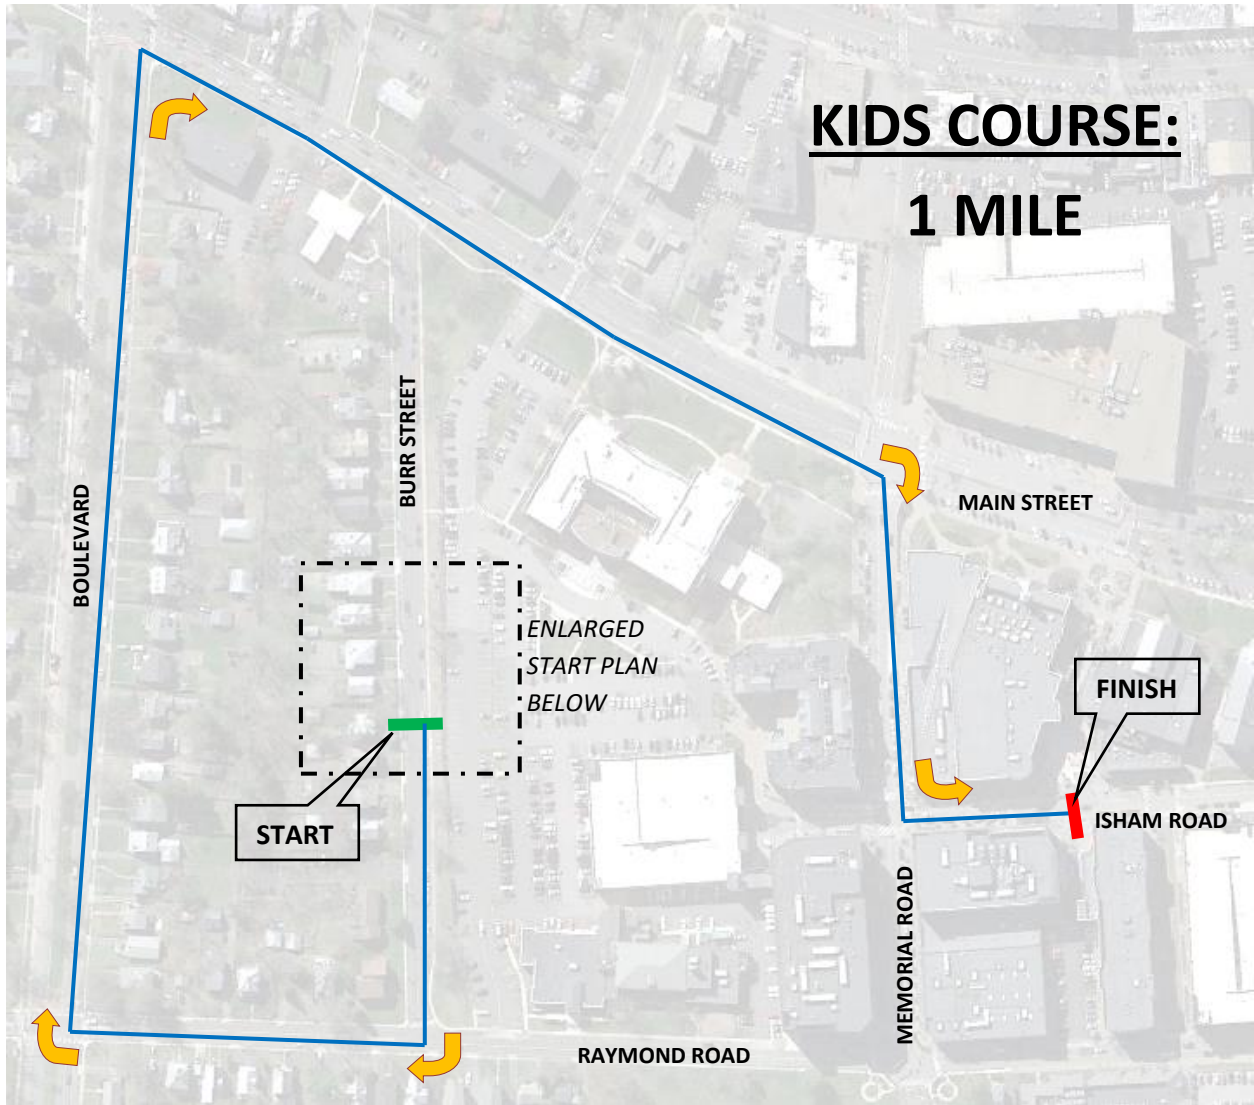 KIDS COURSE:
1 MILE
BURR STREET
BOULEVARD
MAIN STREET
ENLARGED
START PLAN
BELOW
FINISH
START
ISHAM ROAD
MEMORIAL ROAD
RAYMOND ROAD